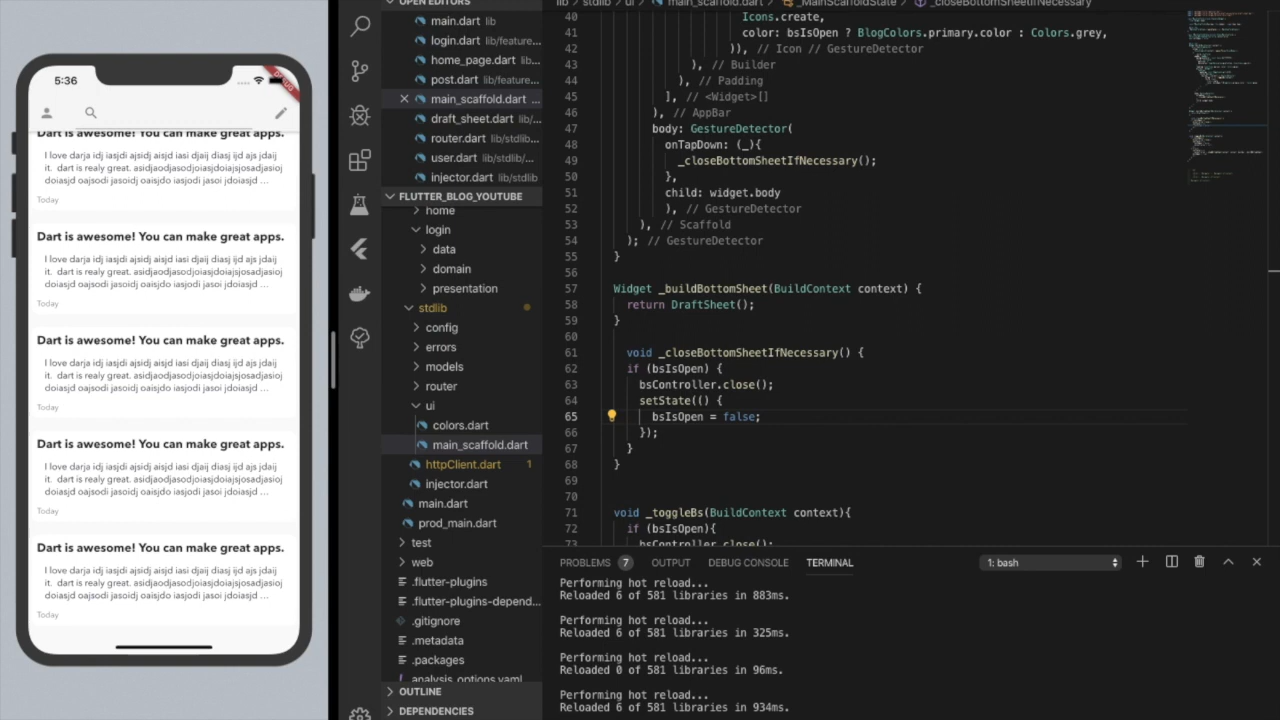 5:36
DEBUG
Dart is awesome! You can make great apps.
I love darja idj iasjdi ajsidj aijsd iasi djaij diasj ijd ajs jdaij
it. dart is realy great. asidjaodjasodjoiasjdoiasjdjosjosadjasioj
doiasjd oajsodi jasoidj oaisjdo iasjodi jasoi jdoiasjd ...
Today
Dart is awesome! You can make great apps.
I love darja idj iasjdi ajsidj aijsd iasi djaij diasj ijd ajs jdaij
it. dart is realy great. asidjaodjasodjoiasjdoiasjdjosjosadjasioj
doiasjd oajsodi jasoidj oaisjdo iasjodi jasoi jdoiasjd ...
Today
Dart is awesome! You can make great apps.
I love darja idj iasjdi ajsidj aijsd iasi djaij diasj ijd ajs jdaij
it. dart is realy great. asidjaodjasodjoiasjdoiasjdjosjosadjasioj
doiasjd oajsodi jasoidj oaisjdo iasjodi jasoi jdoiasjd ...
Today
Dart is awesome! You can make great apps.
I love darja idj iasjdi ajsidj aijsd iasi djaij diasj ijd ajs jdaij
it. dart is realy great. asidjaodjasodjoiasjdoiasjdjosjosadjasioj
doiasjd oajsodi jasoidj oaisjdo iasjodi jasoi jdoiasjd ...
Today
Dart is awesome! You can make great apps.
I love darja idj iasjdi ajsidj aijsd iasi djaij diasj ijd ajs jdaij
it. dart is realy great. asidjaodjasodjoiasjdoiasjdjosjosadjasioj
doiasjd oajsodi jasoidj oaisjdo iasjodi jasoi jdoiasjd ...
Today
OPEN EDITORS
main.dart lib
login.dart lib/feature...
home_page.dart lib...
post.dart lib/feature...
main_scaffold.dart ...
draft_sheet.dart lib/...
router.dart lib/stdlib...
user.dart lib/stdlib/...
injector.dart lib/stdlib
FLUTTER_BLOG_YOUTUBE
home
login
data
domain
presentation
stdlib
config
errors
models
router
ui
colors.dart
main_scaffold.dart
httpClient.dart 1
injector.dart
main.dart
prod_main.dart
test
web
.flutter-plugins
.flutter-plugins-depend...
.gitignore
.metadata
.packages
analysis_options.yaml
OUTLINE
DEPENDENCIES
lib > stdlib > ui > main_scaffold.dart > _MainScaffoldState > _closeBottomSheetIfNecessary
40 Icons.create,
41 color: bsIsOpen ? BlogColors.primary.color : Colors.grey,
42 )), // Icon // GestureDetector
43 ), // Builder
44 ), // Padding
45 ], // <Widget>[]
46 ), // AppBar
47 body: GestureDetector(
48 onTapDown: (_){
49 _closeBottomSheetIfNecessary();
50 },
51 child: widget.body
52 ), // GestureDetector
53 ), // Scaffold
54 ); // GestureDetector
55 }
56
57 Widget _buildBottomSheet(BuildContext context) {
58 return DraftSheet();
59 }
60
61 void _closeBottomSheetIfNecessary() {
62 if (bsIsOpen) {
63 bsController.close();
64 setState(() {
65 bsIsOpen = false;
66 });
67 }
68 }
69
70
71 void _toggleBs(BuildContext context){
72 if (bsIsOpen){
73 bsController.close();
PROBLEMS 7 OUTPUT DEBUG CONSOLE TERMINAL 1: bash
Performing hot reload...
Reloaded 6 of 581 libraries in 883ms.
Performing hot reload...
Reloaded 6 of 581 libraries in 325ms.
Performing hot reload...
Reloaded 0 of 581 libraries in 96ms.
Performing hot reload...
Reloaded 6 of 581 libraries in 934ms.